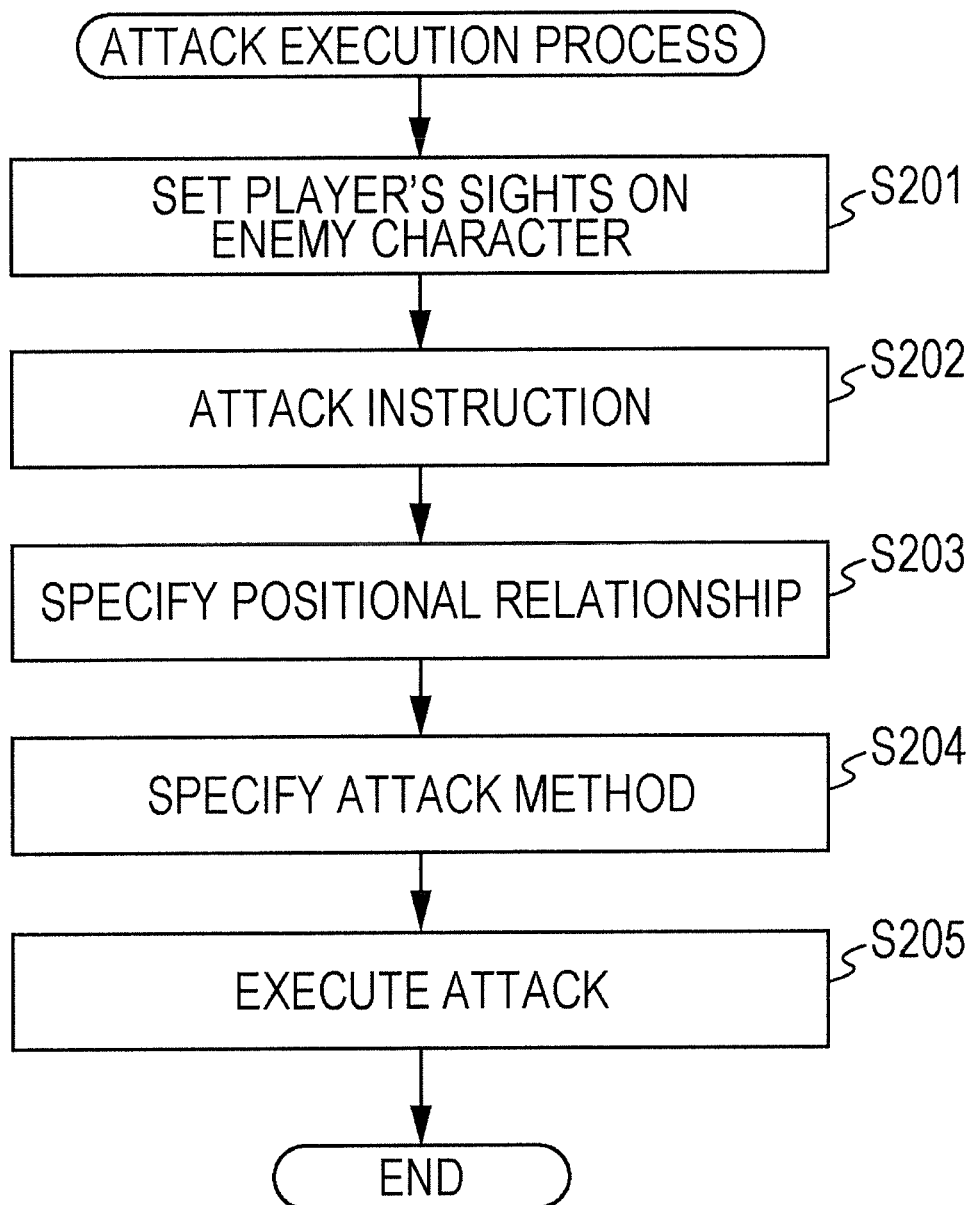 ATTACK EXECUTION PROCESS
SET PLAYER'S SIGHTS ON
ENEMY CHARACTER
S201
ATTACK INSTRUCTION
S202
SPECIFY POSITIONAL RELATIONSHIP
S203
SPECIFY ATTACK METHOD
S204
EXECUTE ATTACK
S205
END